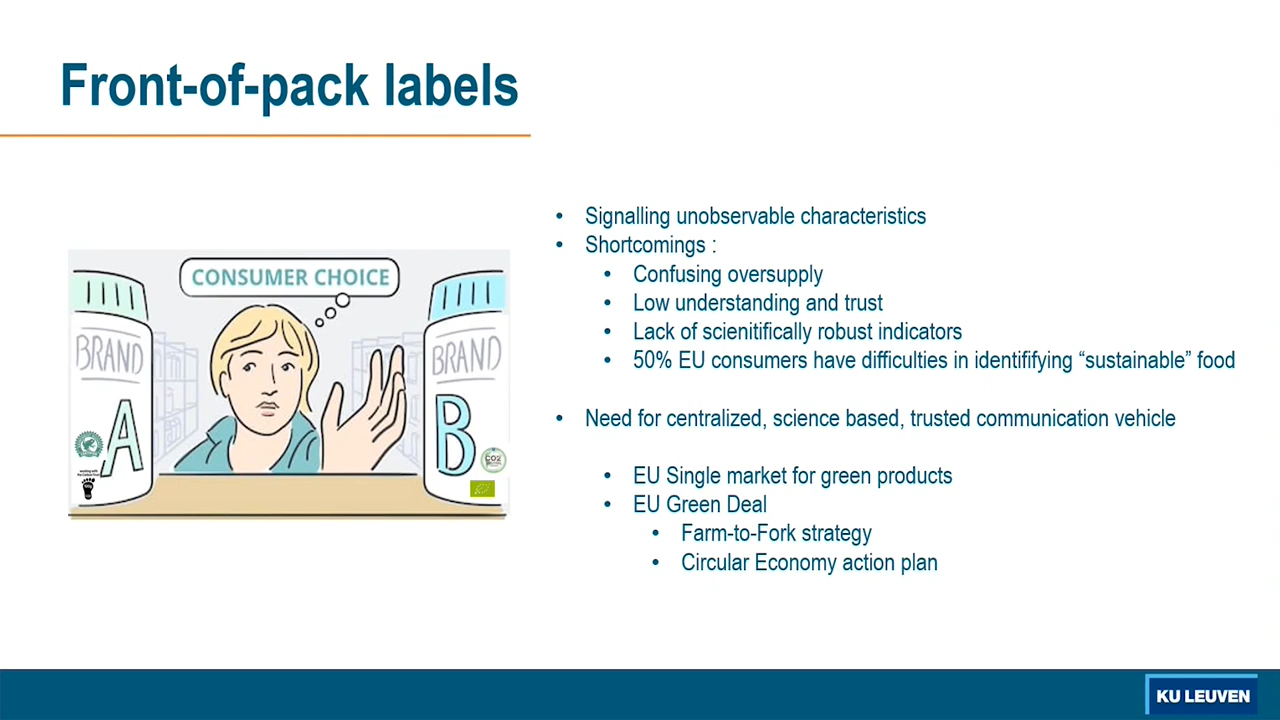 Front-of-pack labels
CONSUMER CHOICE
BRAND
A
BRAND
B
CO2
• Signalling unobservable characteristics
• Shortcomings :
• Confusing oversupply
• Low understanding and trust
• Lack of scienitifically robust indicators
• 50% EU consumers have difficulties in identififying “sustainable” food
• Need for centralized, science based, trusted communication vehicle
• EU Single market for green products
• EU Green Deal
• Farm-to-Fork strategy
• Circular Economy action plan
KU LEUVEN